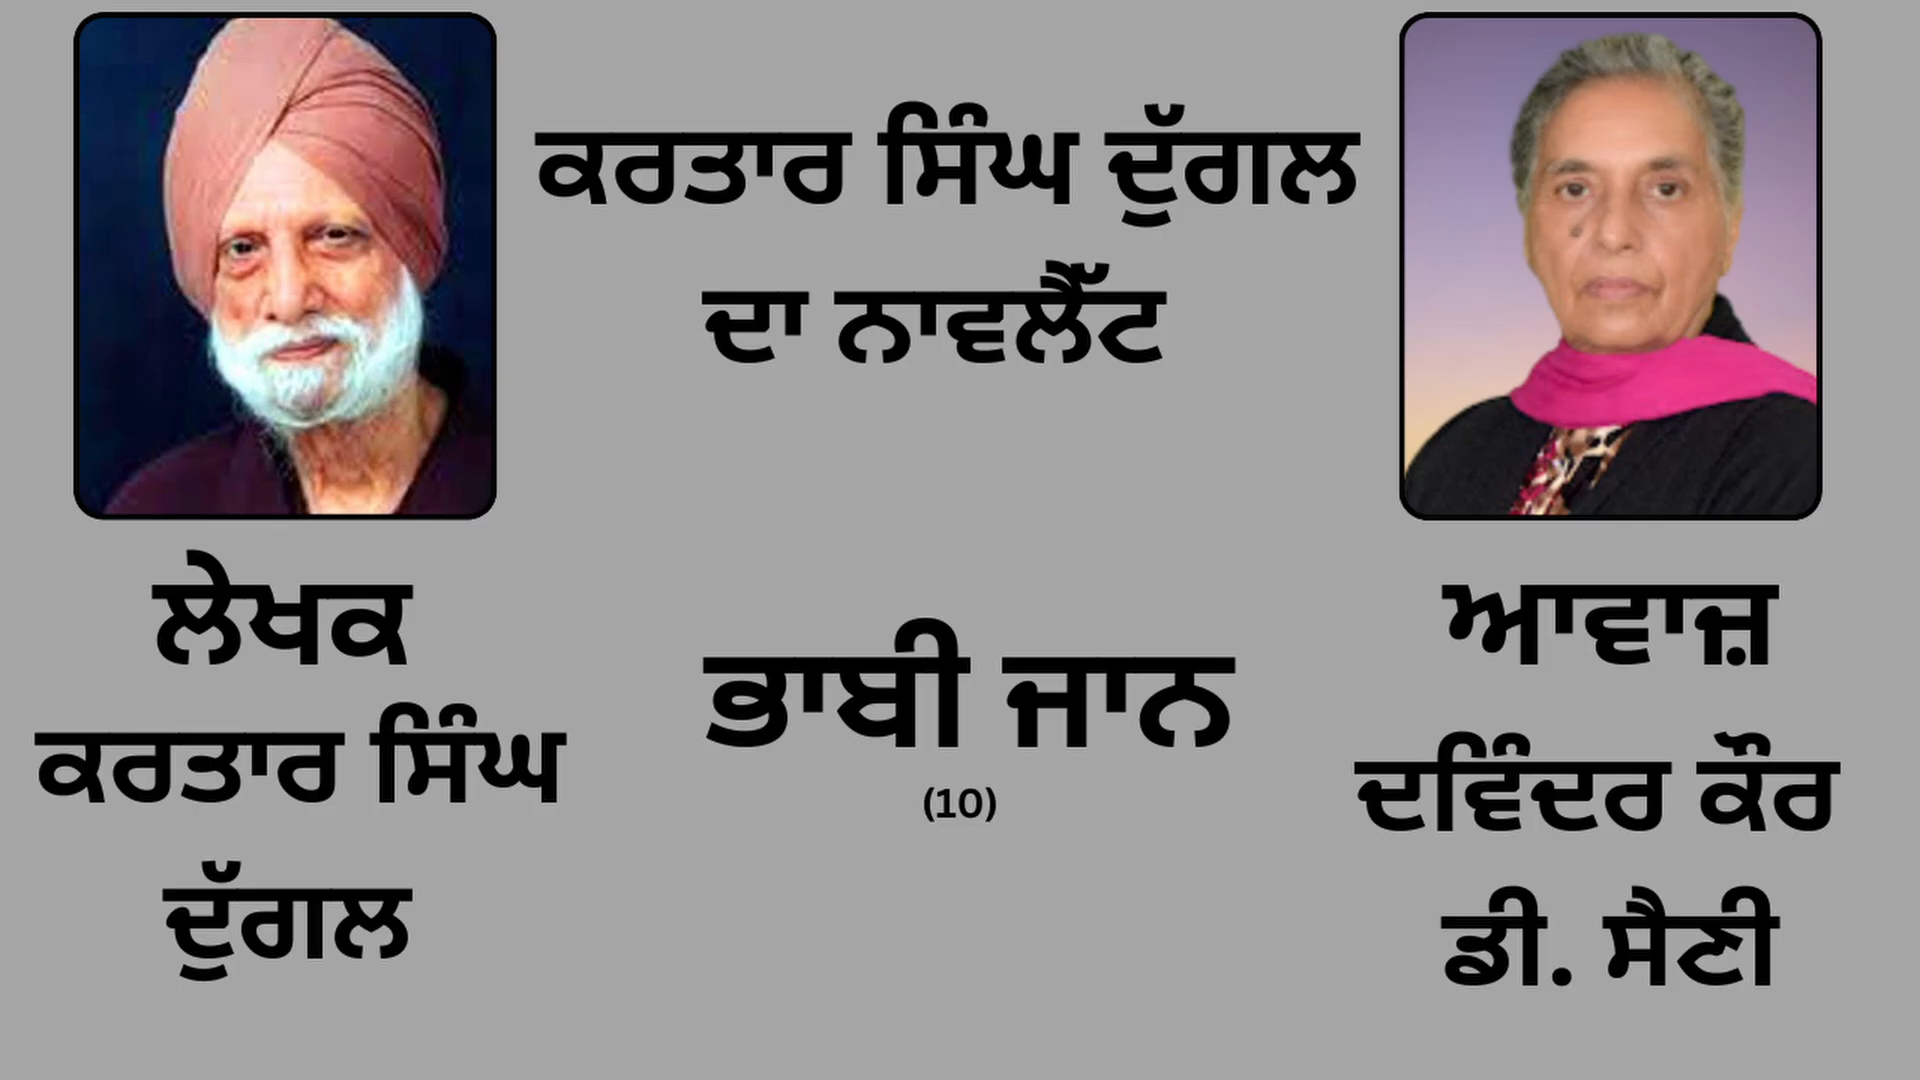 ਕਰਤਾਰ ਸਿੰਘ ਦੁੱਗਲ
ਦਾ ਨਾਵਲੈੱਟ
ਲੇਖਕ
ਕਰਤਾਰ ਸਿੰਘ
ਦੁੱਗਲ
ਭਾਬੀ ਜਾਨ
(10)
ਆਵਾਜ਼
ਦਵਿੰਦਰ ਕੌਰ
ਡੀ. ਸੈਣੀ